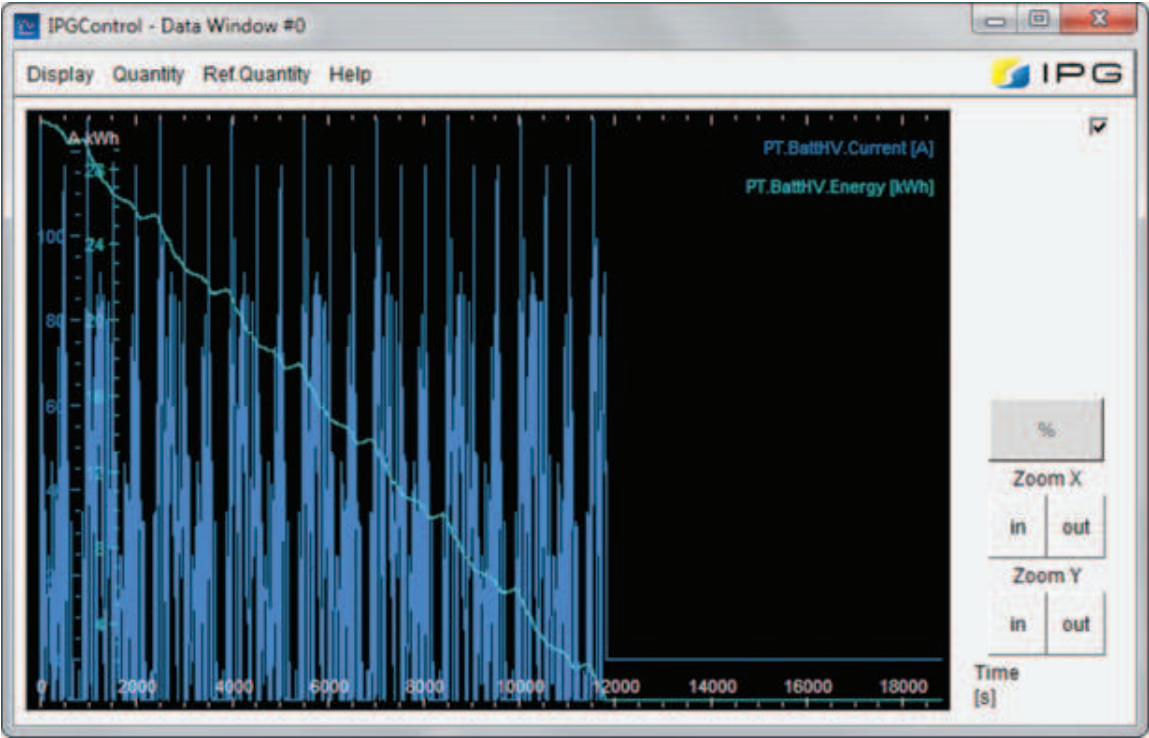 IPGControl - Data Window #0
Display Quantity Ref.Quantity Help
IPG
A kWh
PT.BattHV.Current [A]
28
PT.BattHV.Energy [kWh]
100 24
80 20
60 16
%
12
Zoom X
in out
8
Zoom Y
in out
0 2000 4000 6000 8000 10000 12000 14000 16000 18000
Time
[s]